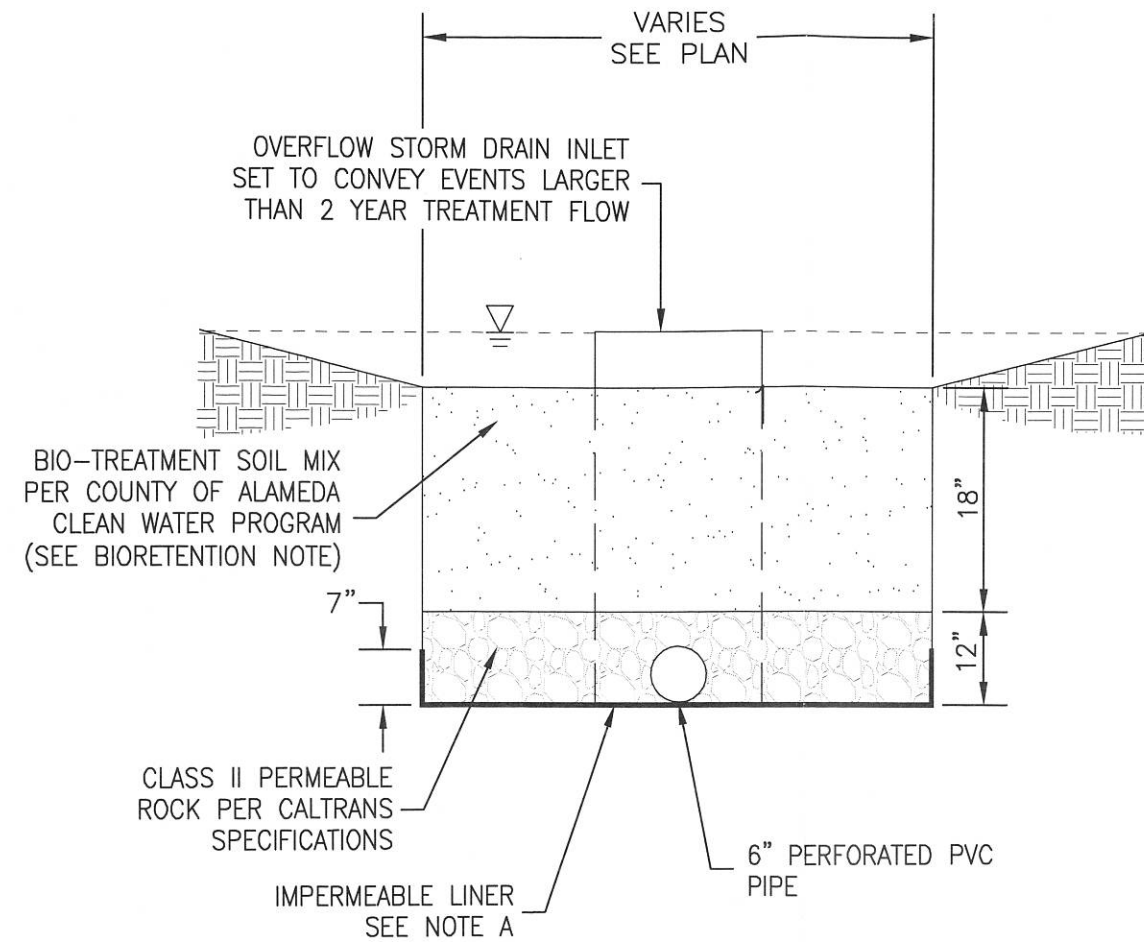 VARIES
SEE PLAN
OVERFLOW STORM DRAIN INLET
SET TO CONVEY EVENTS LARGER
THAN 2 YEAR TREATMENT FLOW
BIO-TREATMENT SOIL MIX
PER COUNTY OF ALAMEDA
CLEAN WATER PROGRAM
(SEE BIORETENTION NOTE)
18"
7"
12"
CLASS II PERMEABLE
ROCK PER CALTRANS
SPECIFICATIONS
6" PERFORATED PVC
PIPE
IMPERMEABLE LINER
SEE NOTE A